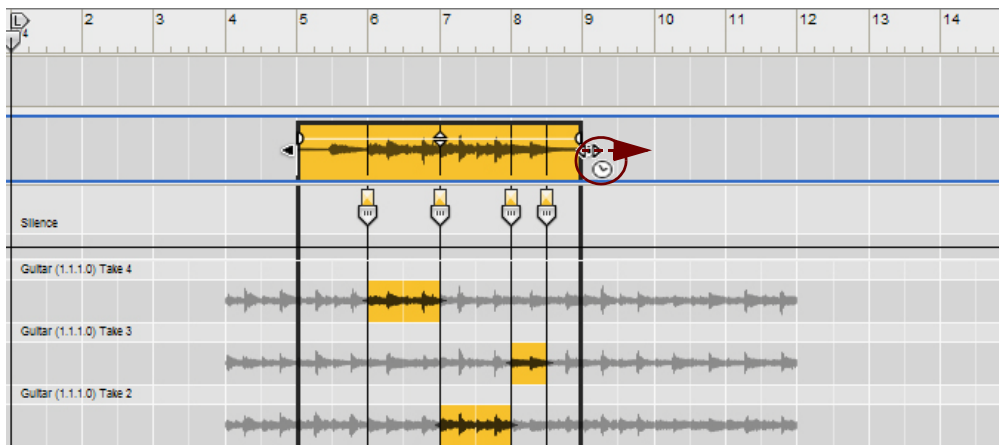 L 2 3 4 5 6 7 8 9 10 11 12 13 14
4
Silence
Guitar (1.1.1.0) Take 4
Guitar (1.1.1.0) Take 3
Guitar (1.1.1.0) Take 2